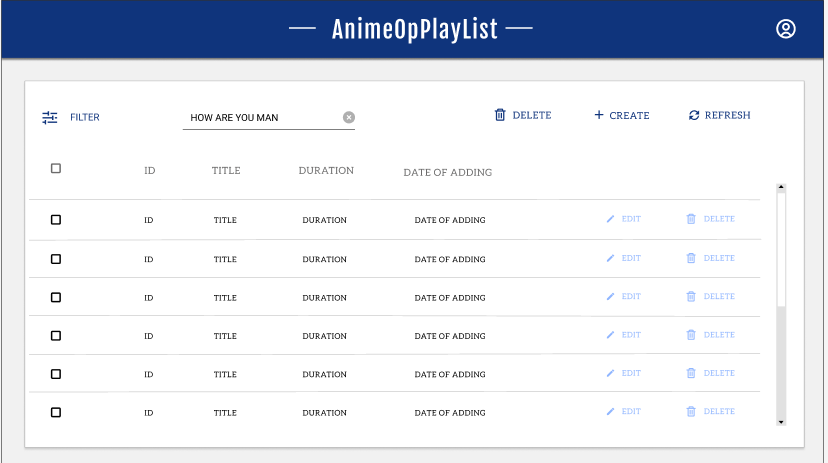 AnimeOpPlayList
FILTER HOW ARE YOU MAN DELETE CREATE REFRESH
ID TITLE DURATION DATE OF ADDING
ID TITLE DURATION DATE OF ADDING EDIT DELETE
ID TITLE DURATION DATE OF ADDING EDIT DELETE
ID TITLE DURATION DATE OF ADDING EDIT DELETE
ID TITLE DURATION DATE OF ADDING EDIT DELETE
ID TITLE DURATION DATE OF ADDING EDIT DELETE
ID TITLE DURATION DATE OF ADDING EDIT DELETE